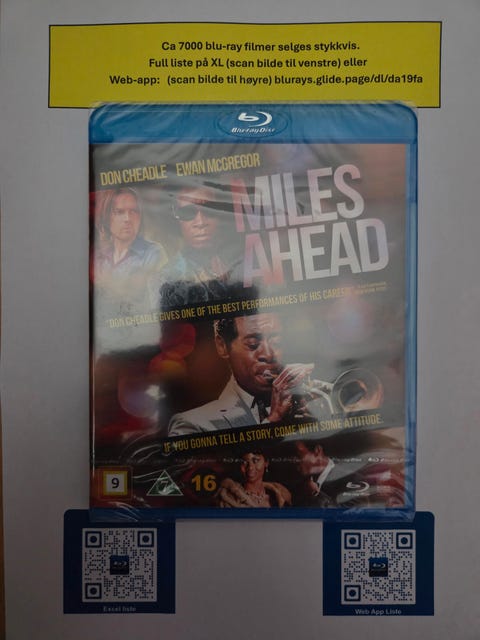 Ca 7000 blu-ray filmer selges stykkvis.
Full liste på XL (scan bilde til venstre) eller
Web-app: (scan bilde til høyre) blurays.glide.page/dl/da19fa
Blu-ray Disc
DON CHEADLE EWAN MCGREGOR
MILES
AHEAD
"DON CHEADLE GIVES ONE OF THE BEST PERFORMANCES OF HIS CAREER"
IF YOU GONNA TELL A STORY, COME WITH SOME ATTITUDE.
9
7
16
Excel liste
Web App Liste